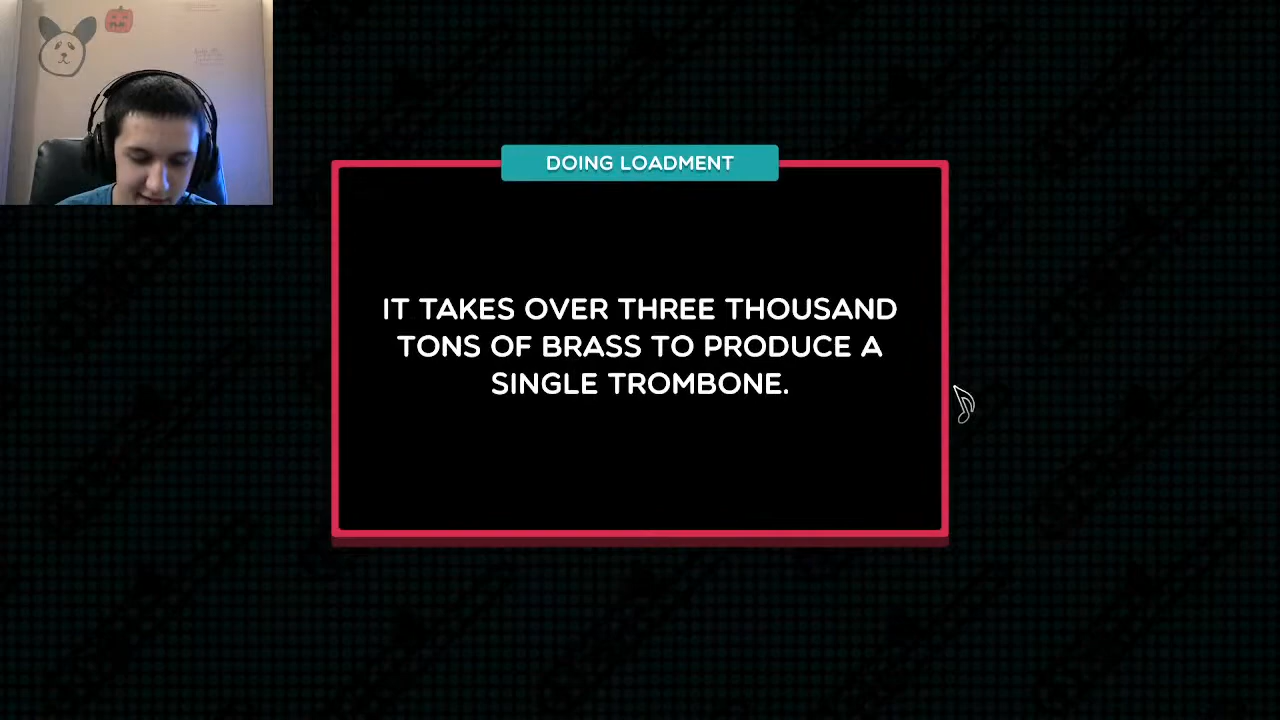 DOING LOADMENT
IT TAKES OVER THREE THOUSAND
TONS OF BRASS TO PRODUCE A
SINGLE TROMBONE.